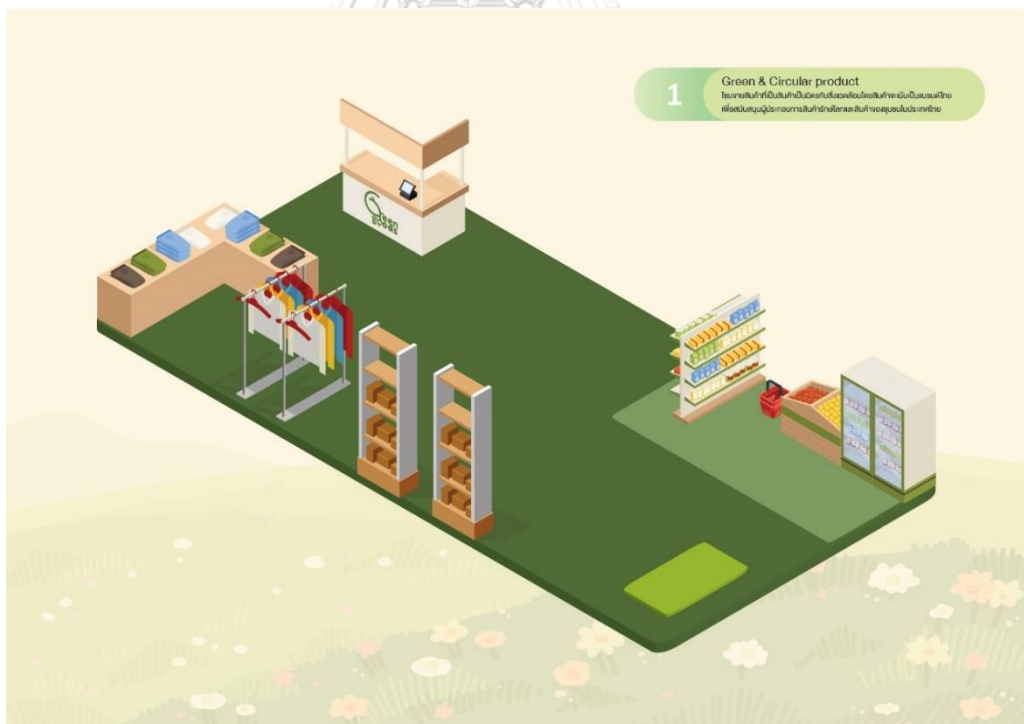 1
Green & Circular product
โซนขายสินค้าที่เป็นสินค้าเป็นมิตรกับสิ่งแวดล้อมโดยสินค้าจะเน้นเป็นแบรนด์ไทย
เพื่อสนับสนุนผู้ประกอบการสินค้ารักษ์โลกและสินค้าของชุมชนในประเทศไทย
Green